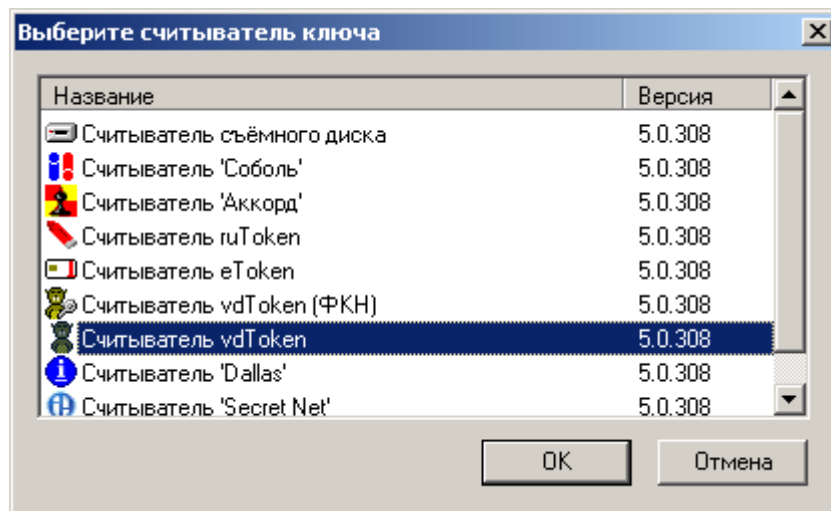 Выберите считыватель ключа
Название Версия
Считыватель съёмного диска 5.0.308
Считыватель 'Соболь' 5.0.308
Считыватель 'Аккорд' 5.0.308
Считыватель ruToken 5.0.308
Считыватель eToken 5.0.308
Считыватель vdToken (ФКН) 5.0.308
Считыватель vdToken 5.0.308
Считыватель 'Dallas' 5.0.308
Считыватель 'Secret Net' 5.0.308
OK Отмена